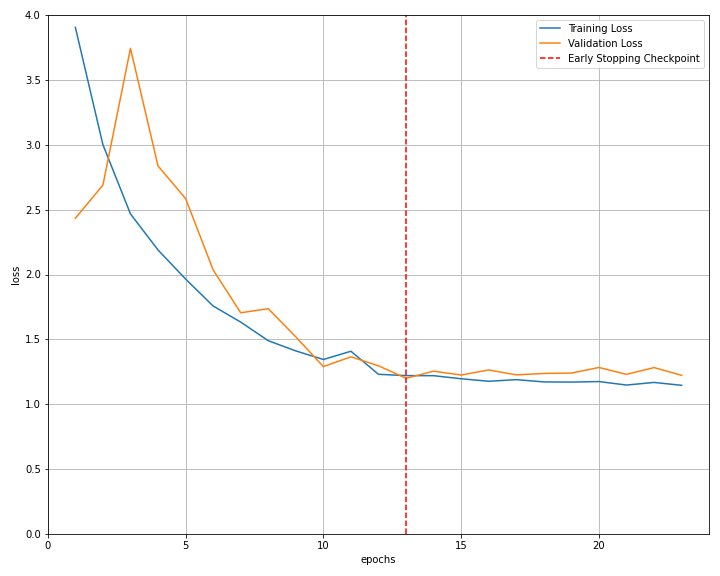 4.0
3.5
3.0
2.5
2.0
1.5
1.0
0.5
0.0
loss
Training Loss
Validation Loss
Early Stopping Checkpoint
0 5 10 15 20
epochs